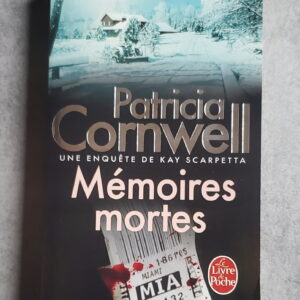 Patricia
Cornwell
UNE ENQUÊTE DE KAY SCARPETTA
Mémoires
mortes
MIAMI
MIA
Le
Livre
de
Poche